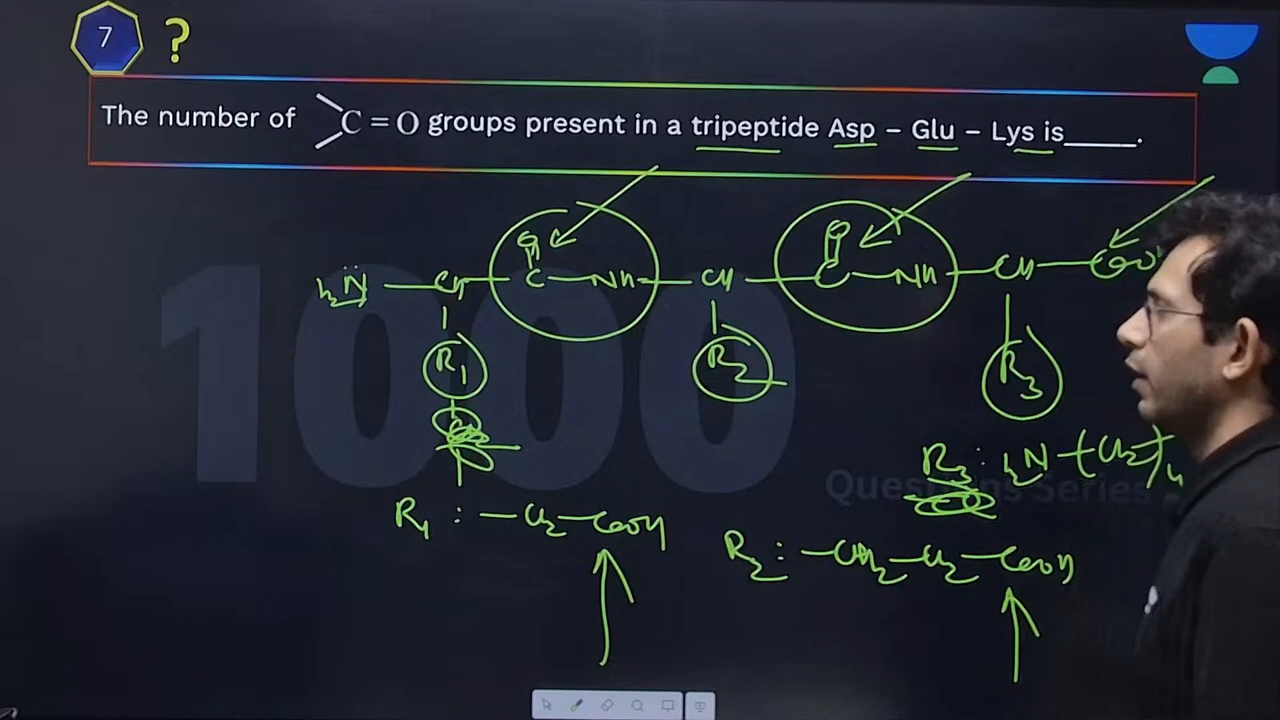 7 ?
The number of >C = O groups present in a tripeptide Asp – Glu – Lys is_____.
O O
H₂N̈ — CH — C — NH — CH — C — NH — CH — COOH
R₁ R₂ R₃
R₃ : H₂N –(CH₂)₄
R₁ : — CH₂ — COOH
R₂ : — CH₂ — CH₂ — COOH
1000
Questions Series